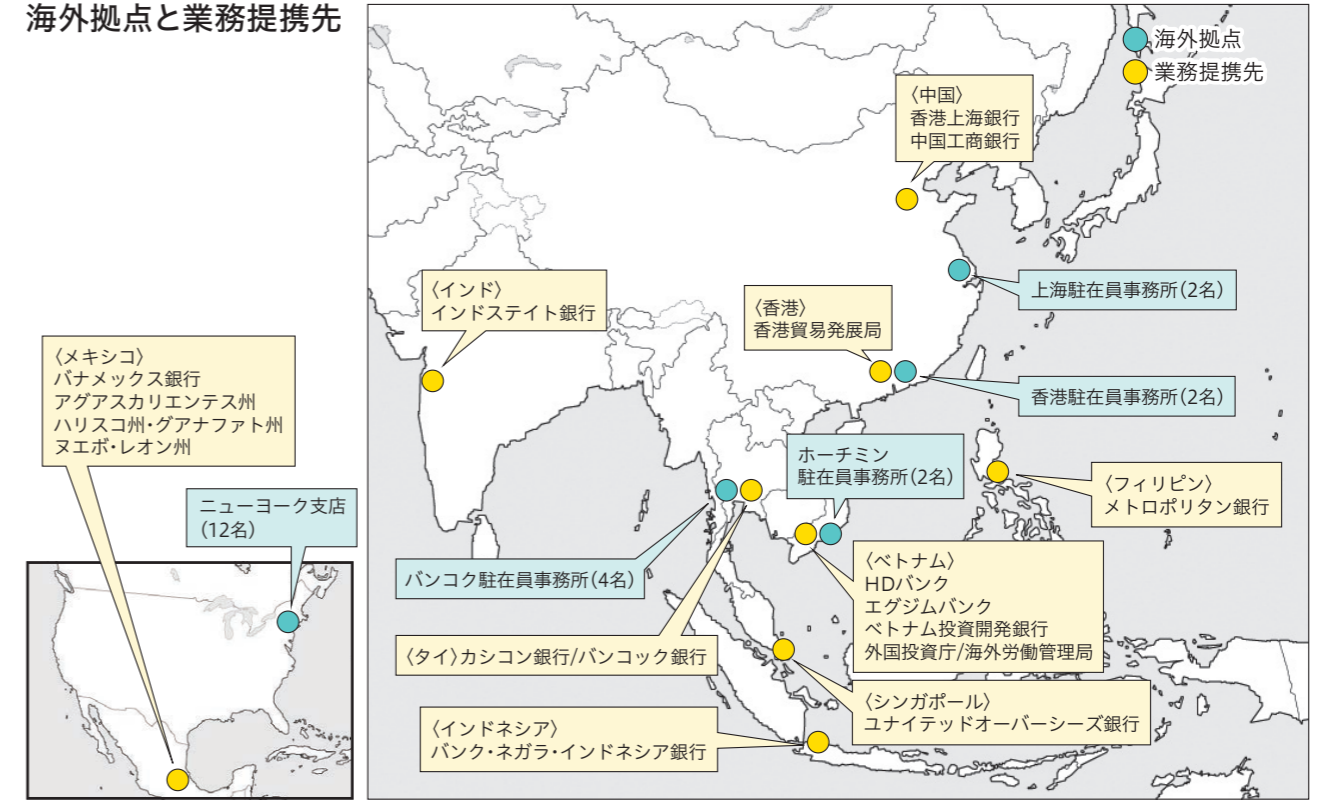 海外拠点と業務提携先
海外拠点
業務提携先
〈中国〉
香港上海銀行
中国工商銀行
上海駐在員事務所(2名)
〈インド〉
インドステイト銀行
〈香港〉
香港貿易発展局
香港駐在員事務所(2名)
〈メキシコ〉
バナメックス銀行
アグアスカリエンテス州
ハリスコ州・グアナファト州
ヌエボ・レオン州
ニューヨーク支店
(12名)
ホーチミン
駐在員事務所(2名)
〈フィリピン〉
メトロポリタン銀行
バンコク駐在員事務所(4名)
〈ベトナム〉
HDバンク
エグジムバンク
ベトナム投資開発銀行
外国投資庁/海外労働管理局
〈タイ〉カシコン銀行/バンコック銀行
〈シンガポール〉
ユナイテッドオーバーシーズ銀行
〈インドネシア〉
バンク・ネガラ・インドネシア銀行